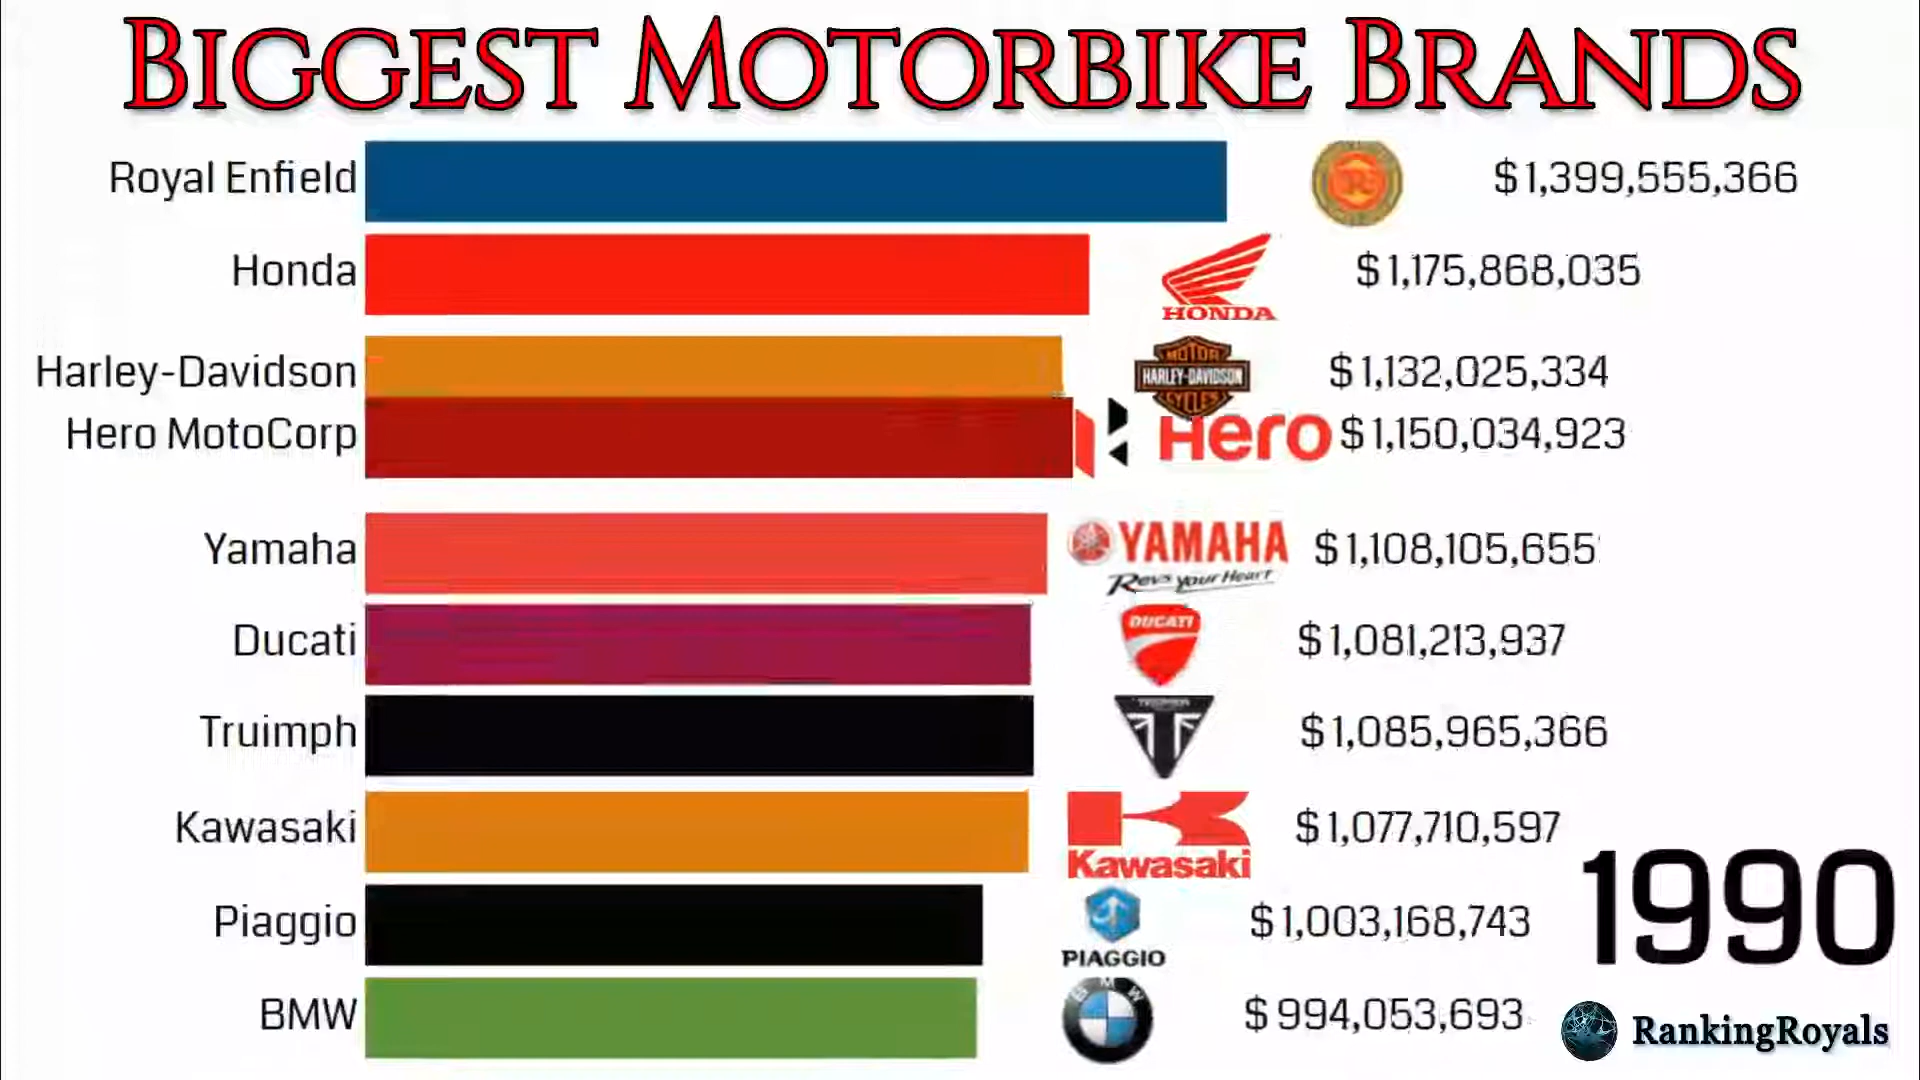 BIGGEST MOTORBIKE BRANDS
Royal Enfield R $1,399,555,366
Honda HONDA $1,175,868,035
Harley-Davidson MOTOR HARLEY-DAVIDSON CYCLES $1,132,025,334
Hero MotoCorp Hero $1,150,034,923
Yamaha YAMAHA $1,108,105,655
Revs your Heart
Ducati DUCATI $1,081,213,937
Truimph TRIUMPH $1,085,965,366
Kawasaki Kawasaki $1,077,710,597
Piaggio PIAGGIO $1,003,168,743
1990
BMW BMW $994,053,693
RankingRoyals